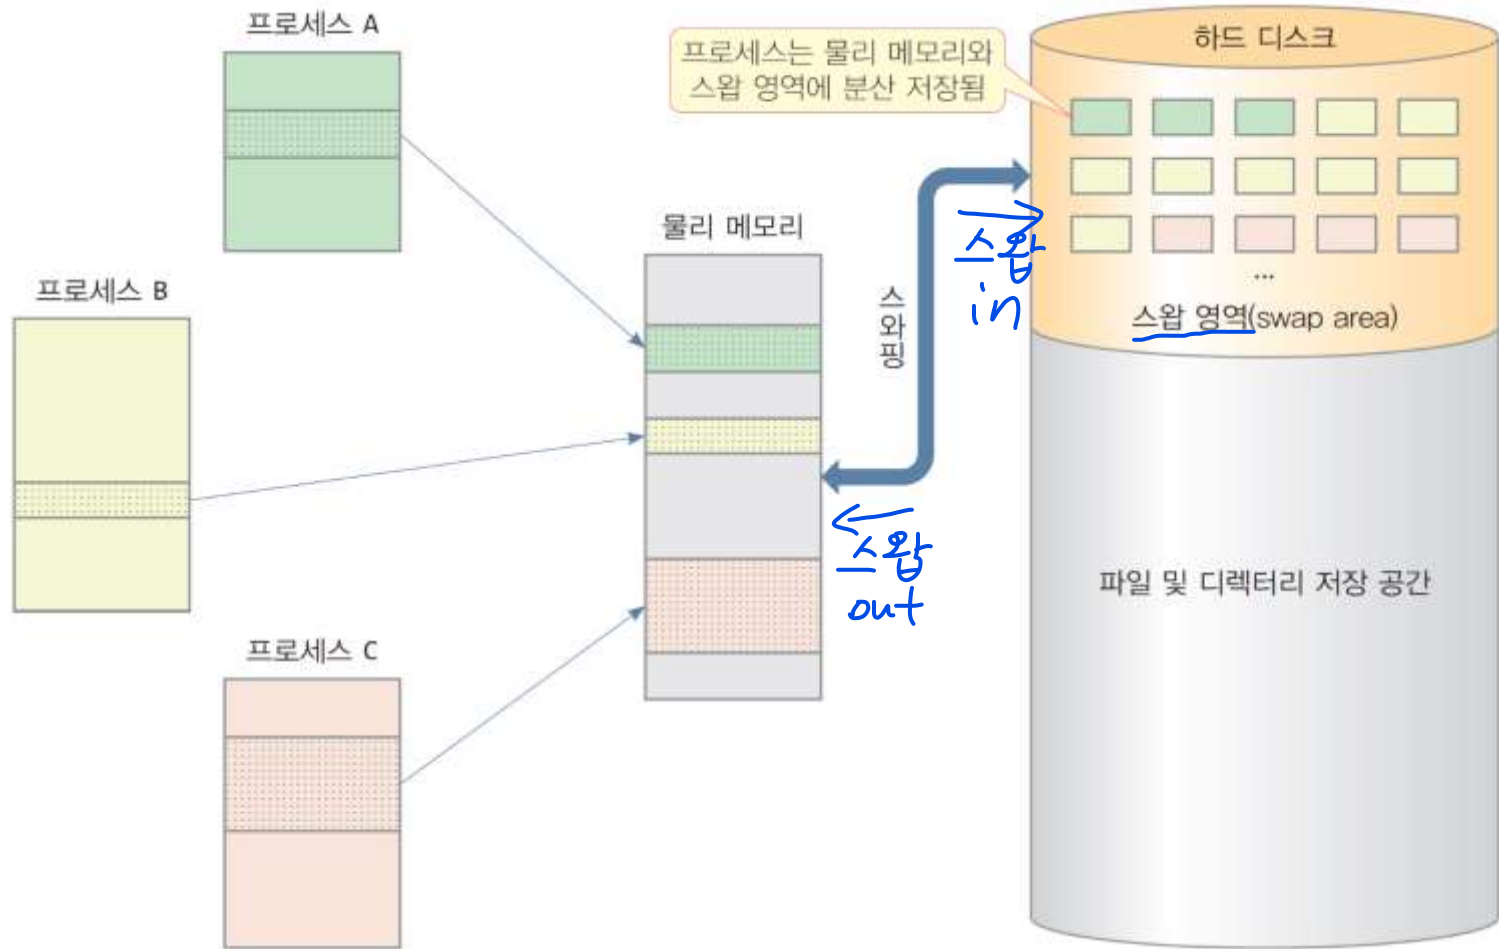 프로세스 A
프로세스는 물리 메모리와
스왑 영역에 분산 저장됨
하드 디스크
물리 메모리
스왑
in
프로세스 B
스와핑
...
스왑 영역(swap area)
스왑
out
파일 및 디렉터리 저장 공간
프로세스 C